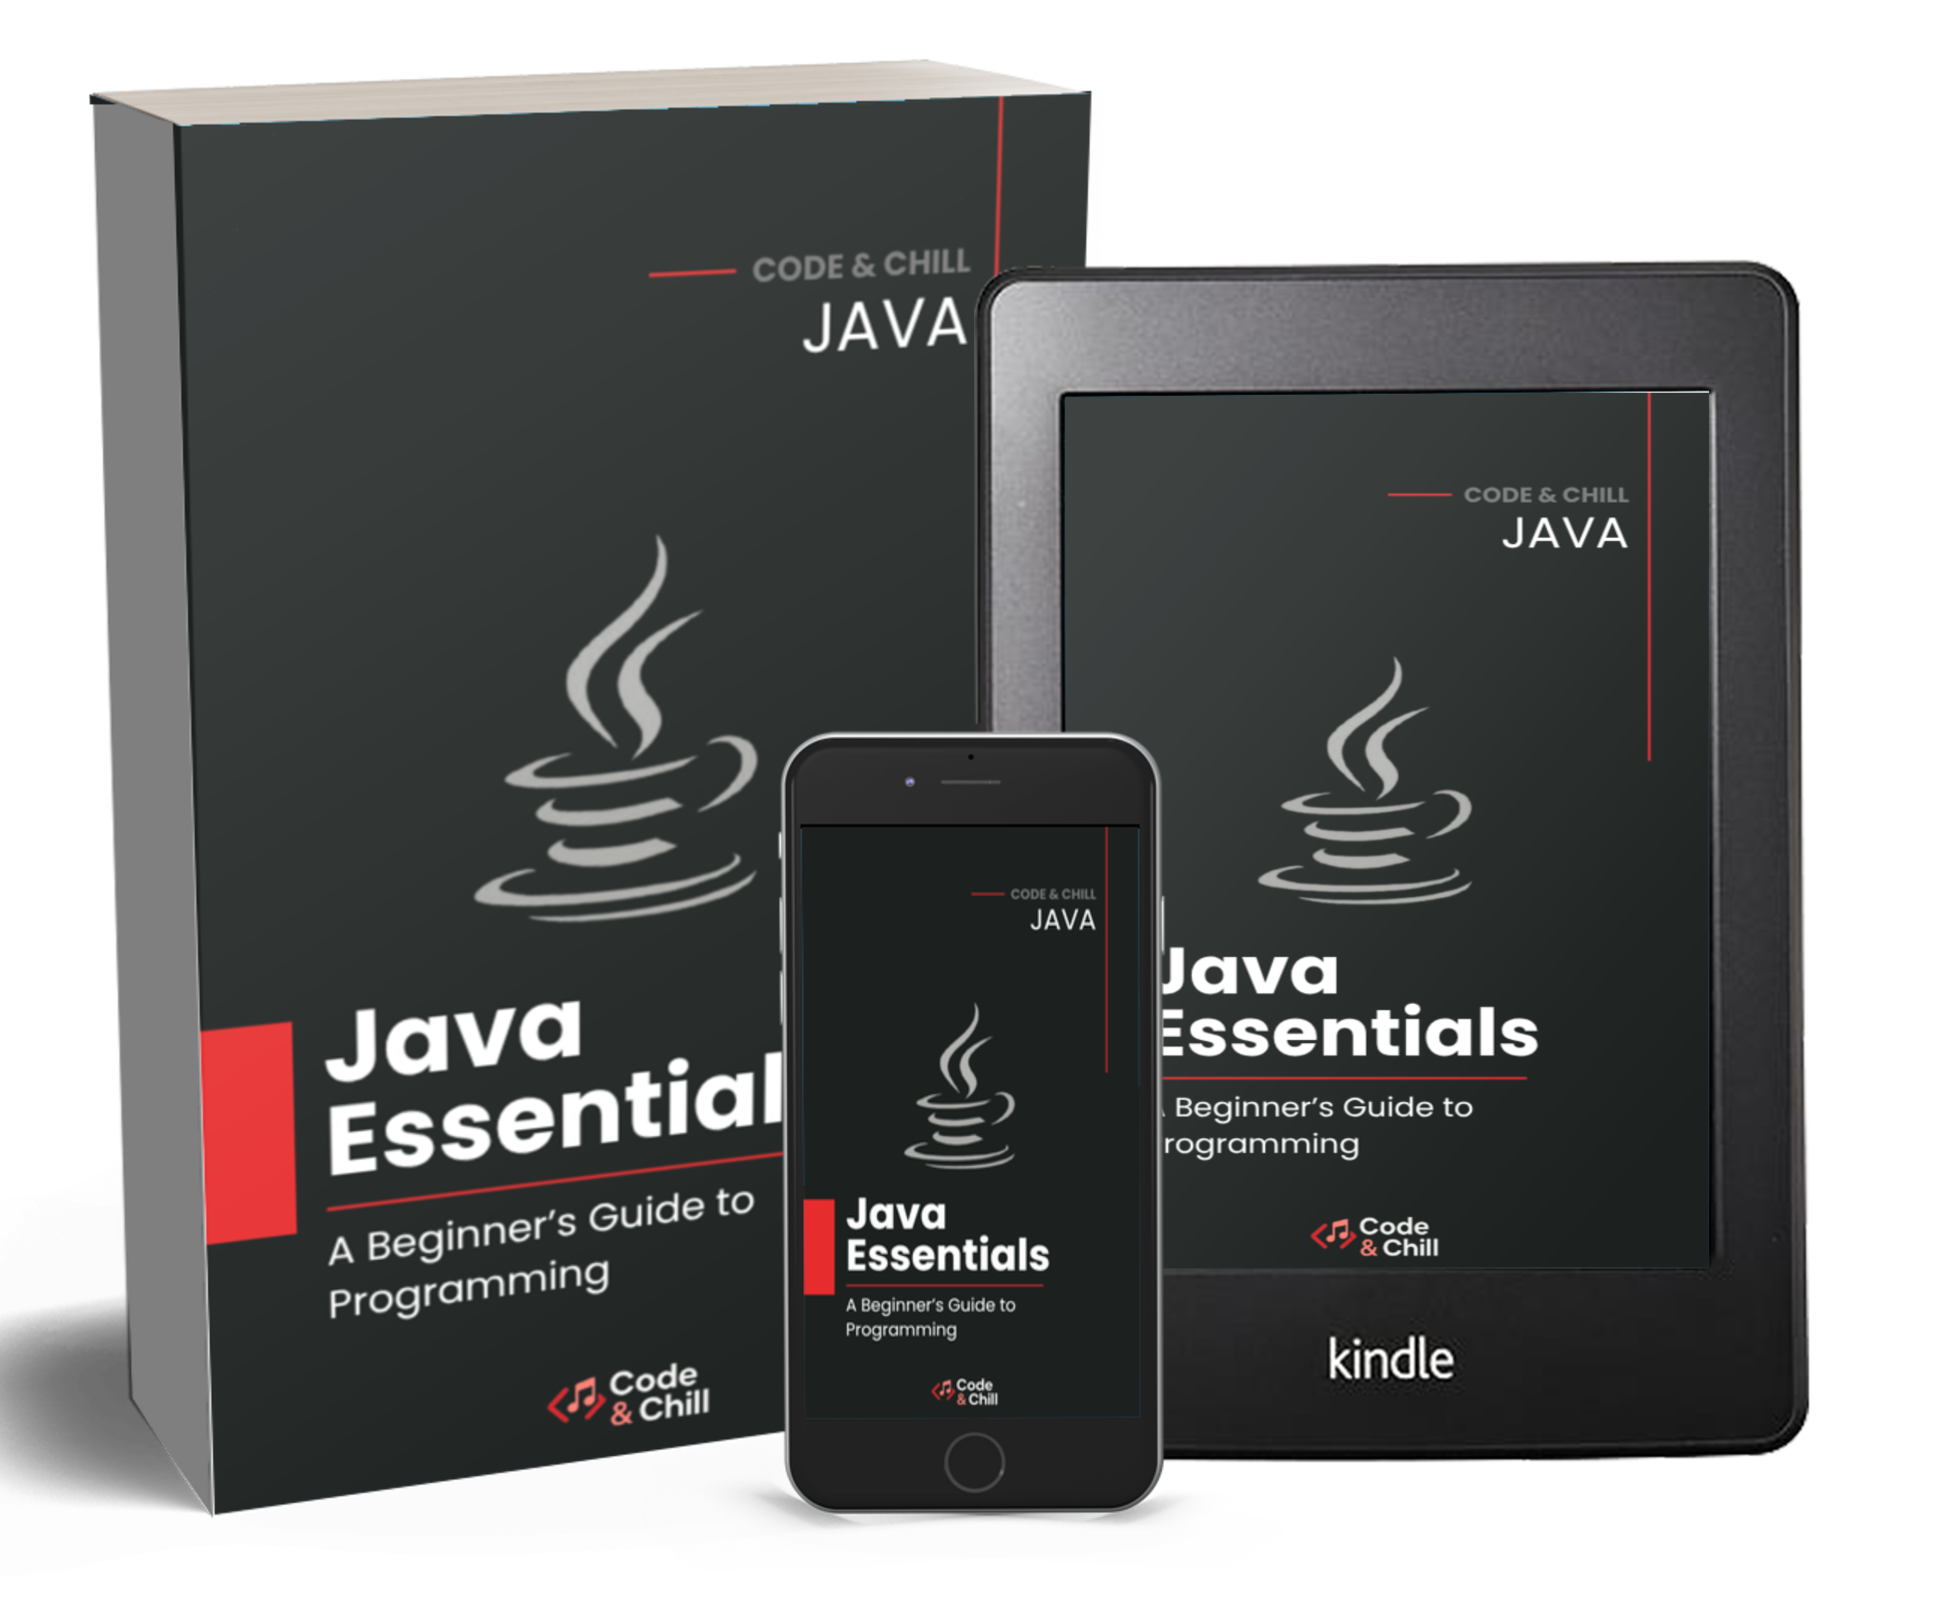 CODE & CHILL
JAVA
Java
Essential
A Beginner's Guide to
Programming
Code
& Chill
CODE & CHILL
JAVA
Java
Essentials
A Beginner's Guide to
Programming
Code
& Chill
CODE & CHILL
JAVA
Java
Essentials
Beginner's Guide to
rogramming
Code
& Chill
kindle